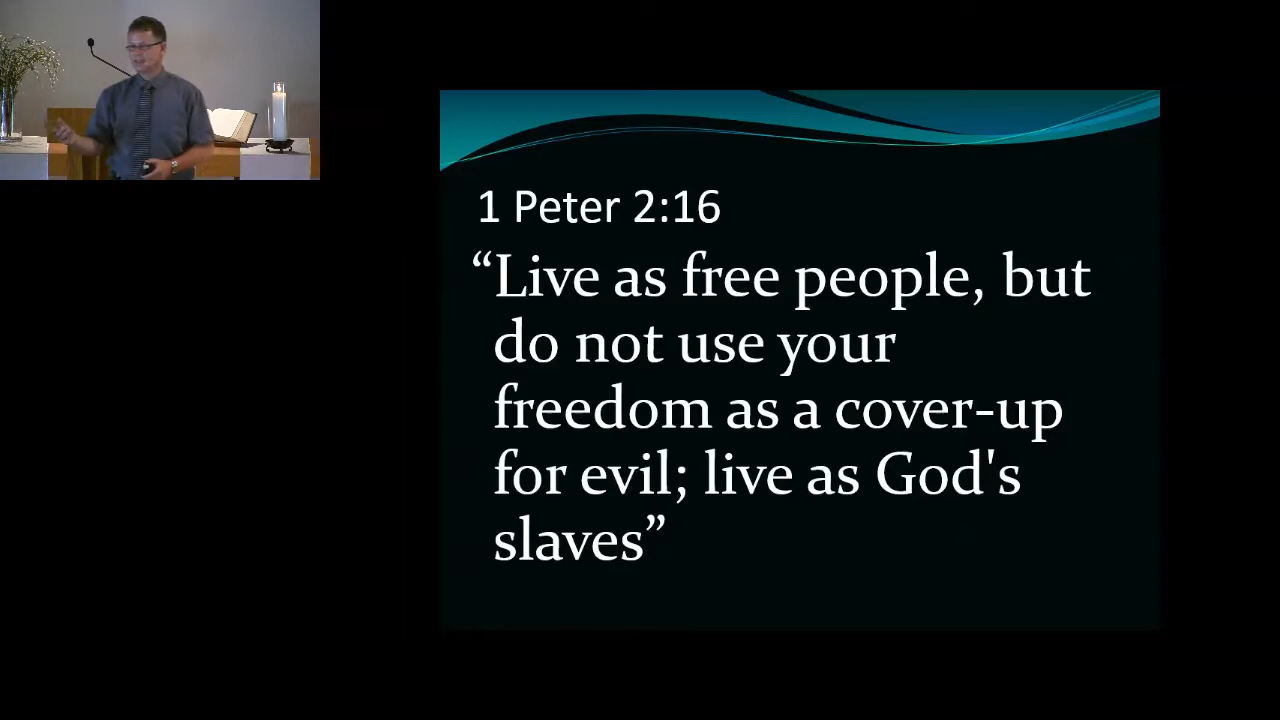 1 Peter 2:16
“Live as free people, but
do not use your
freedom as a cover-up
for evil; live as God's
slaves”